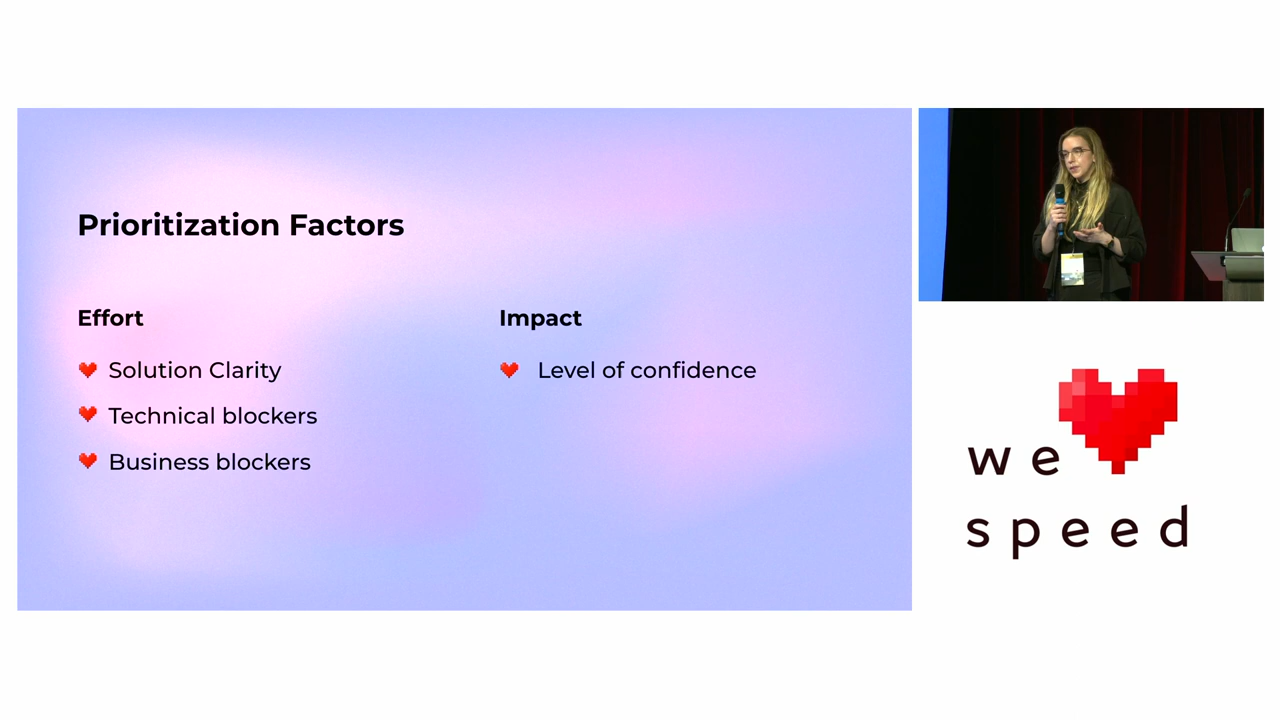 Prioritization Factors
Effort
Solution Clarity
Technical blockers
Business blockers
Impact
Level of confidence
we
speed